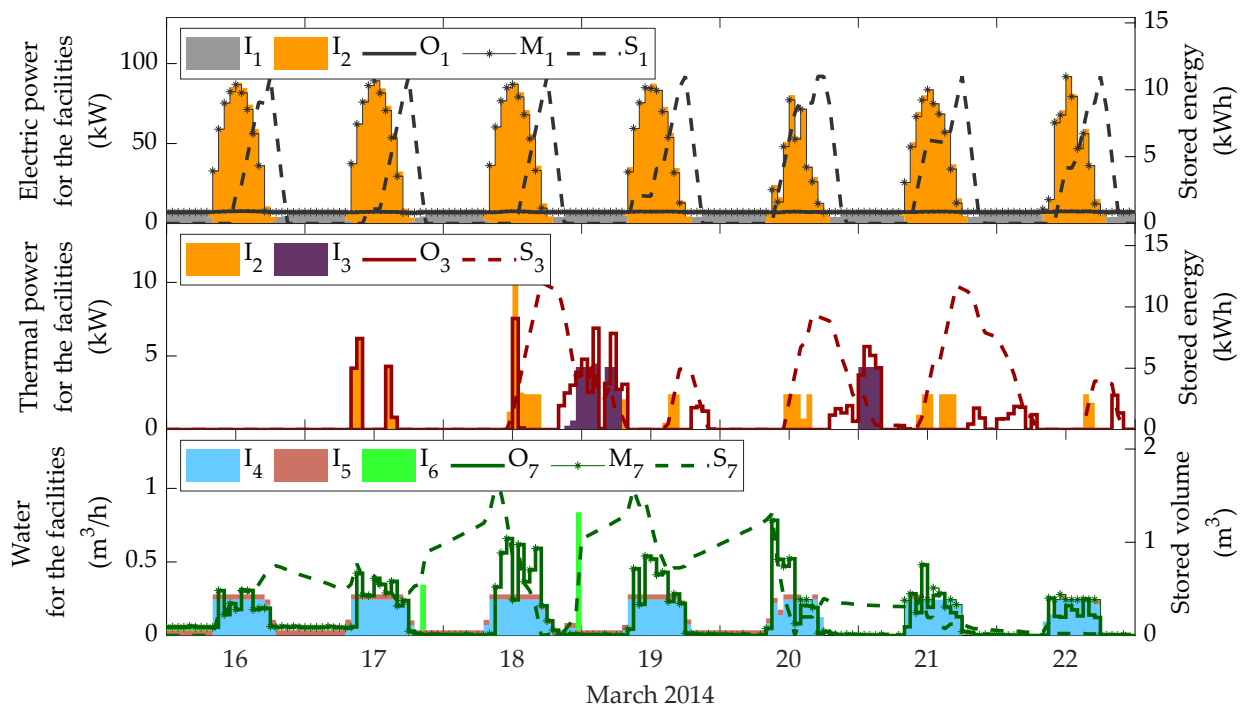 Electric power
for the facilities
(kW)
100
50
0
I1 I2 O1 M1 S1
15
10
5
0
Stored energy
(kWh)
Thermal power
for the facilities
(kW)
10
5
0
I2 I3 O3 S3
15
10
5
0
Stored energy
(kWh)
Water
for the facilities
(m3/h)
1
0.5
0
I4 I5 I6 O7 M7 S7
2
1
0
Stored volume
(m3)
16 17 18 19 20 21 22
March 2014